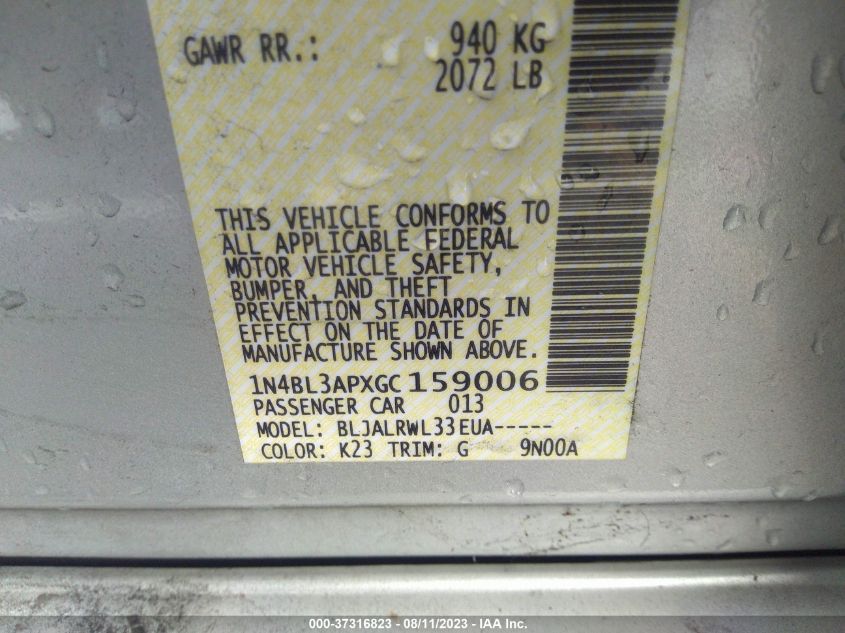 GAWR RR.: 940 KG
2072 LB
THIS VEHICLE CONFORMS TO
ALL APPLICABLE FEDERAL
MOTOR VEHICLE SAFETY,
BUMPER, AND THEFT
PREVENTION STANDARDS IN
EFFECT ON THE DATE OF
MANUFACTURE SHOWN ABOVE.
1N4BL3APXGC159006
PASSENGER CAR 013
MODEL: BLJALRWL33EUA-----
COLOR: K23 TRIM: G 9N00A
000-37316823 - 08/11/2023 - IAA Inc.